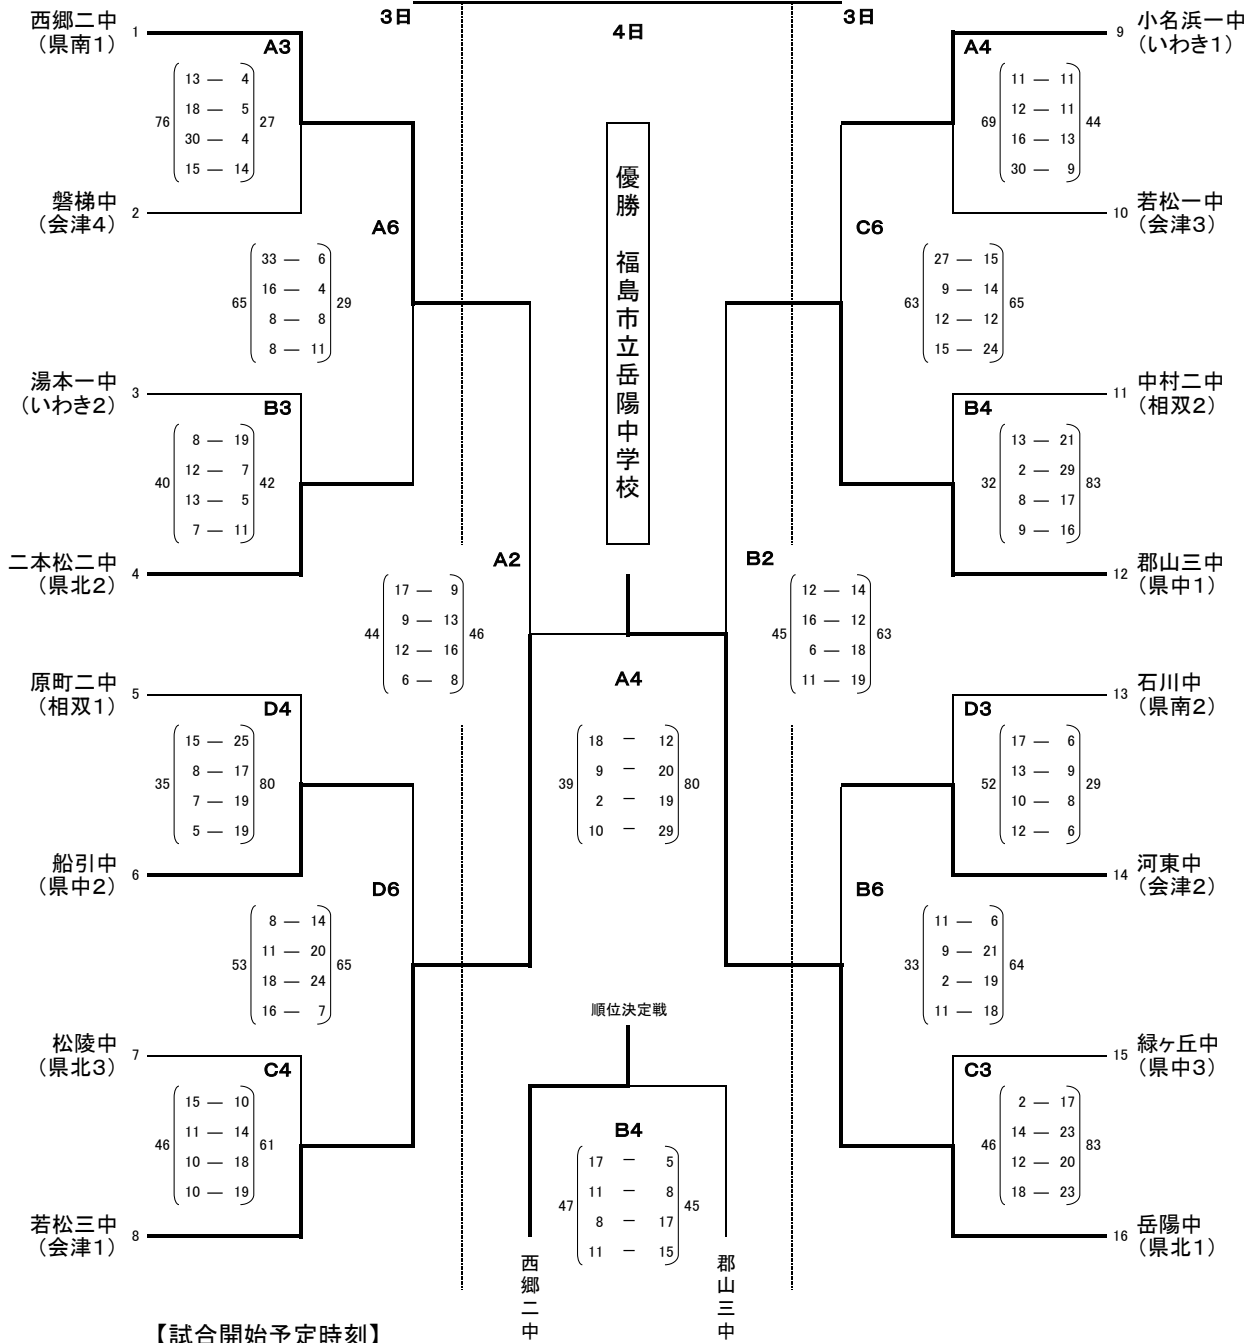 3日
4日
3日
西郷二中
(県南1)
1
A3
13 — 4
18 — 5
30 — 4
15 — 14
76
27
磐梯中
(会津4)
2
A6
33 — 6
16 — 4
8 — 8
8 — 11
65
29
湯本一中
(いわき2)
3
B3
8 — 19
12 — 7
13 — 5
7 — 11
40
42
二本松二中
(県北2)
4
A2
17 — 9
9 — 13
12 — 16
6 — 8
44
46
原町二中
(相双1)
5
D4
15 — 25
8 — 17
7 — 19
5 — 19
35
80
船引中
(県中2)
6
D6
8 — 14
11 — 20
18 — 24
16 — 7
53
65
松陵中
(県北3)
7
C4
15 — 10
11 — 14
10 — 18
10 — 19
46
61
若松三中
(会津1)
8
優勝 福島市立岳陽中学校
A4
18 — 12
9 — 20
2 — 19
10 — 29
39
80
順位決定戦
B4
17 — 5
11 — 8
8 — 17
11 — 15
47
45
西郷二中
郡山三中
9
小名浜一中
(いわき1)
A4
11 — 11
12 — 11
16 — 13
30 — 9
69
44
10
若松一中
(会津3)
C6
27 — 15
9 — 14
12 — 12
15 — 24
63
65
11
中村二中
(相双2)
B4
13 — 21
2 — 29
8 — 17
9 — 16
32
83
12
郡山三中
(県中1)
B2
12 — 14
16 — 12
6 — 18
11 — 19
45
63
13
石川中
(県南2)
D3
17 — 6
13 — 9
10 — 8
12 — 6
52
29
14
河東中
(会津2)
B6
11 — 6
9 — 21
2 — 19
11 — 18
33
64
15
緑ヶ丘中
(県中3)
C3
2 — 17
14 — 23
12 — 20
18 — 23
46
83
16
岳陽中
(県北1)
【試合開始予定時刻】